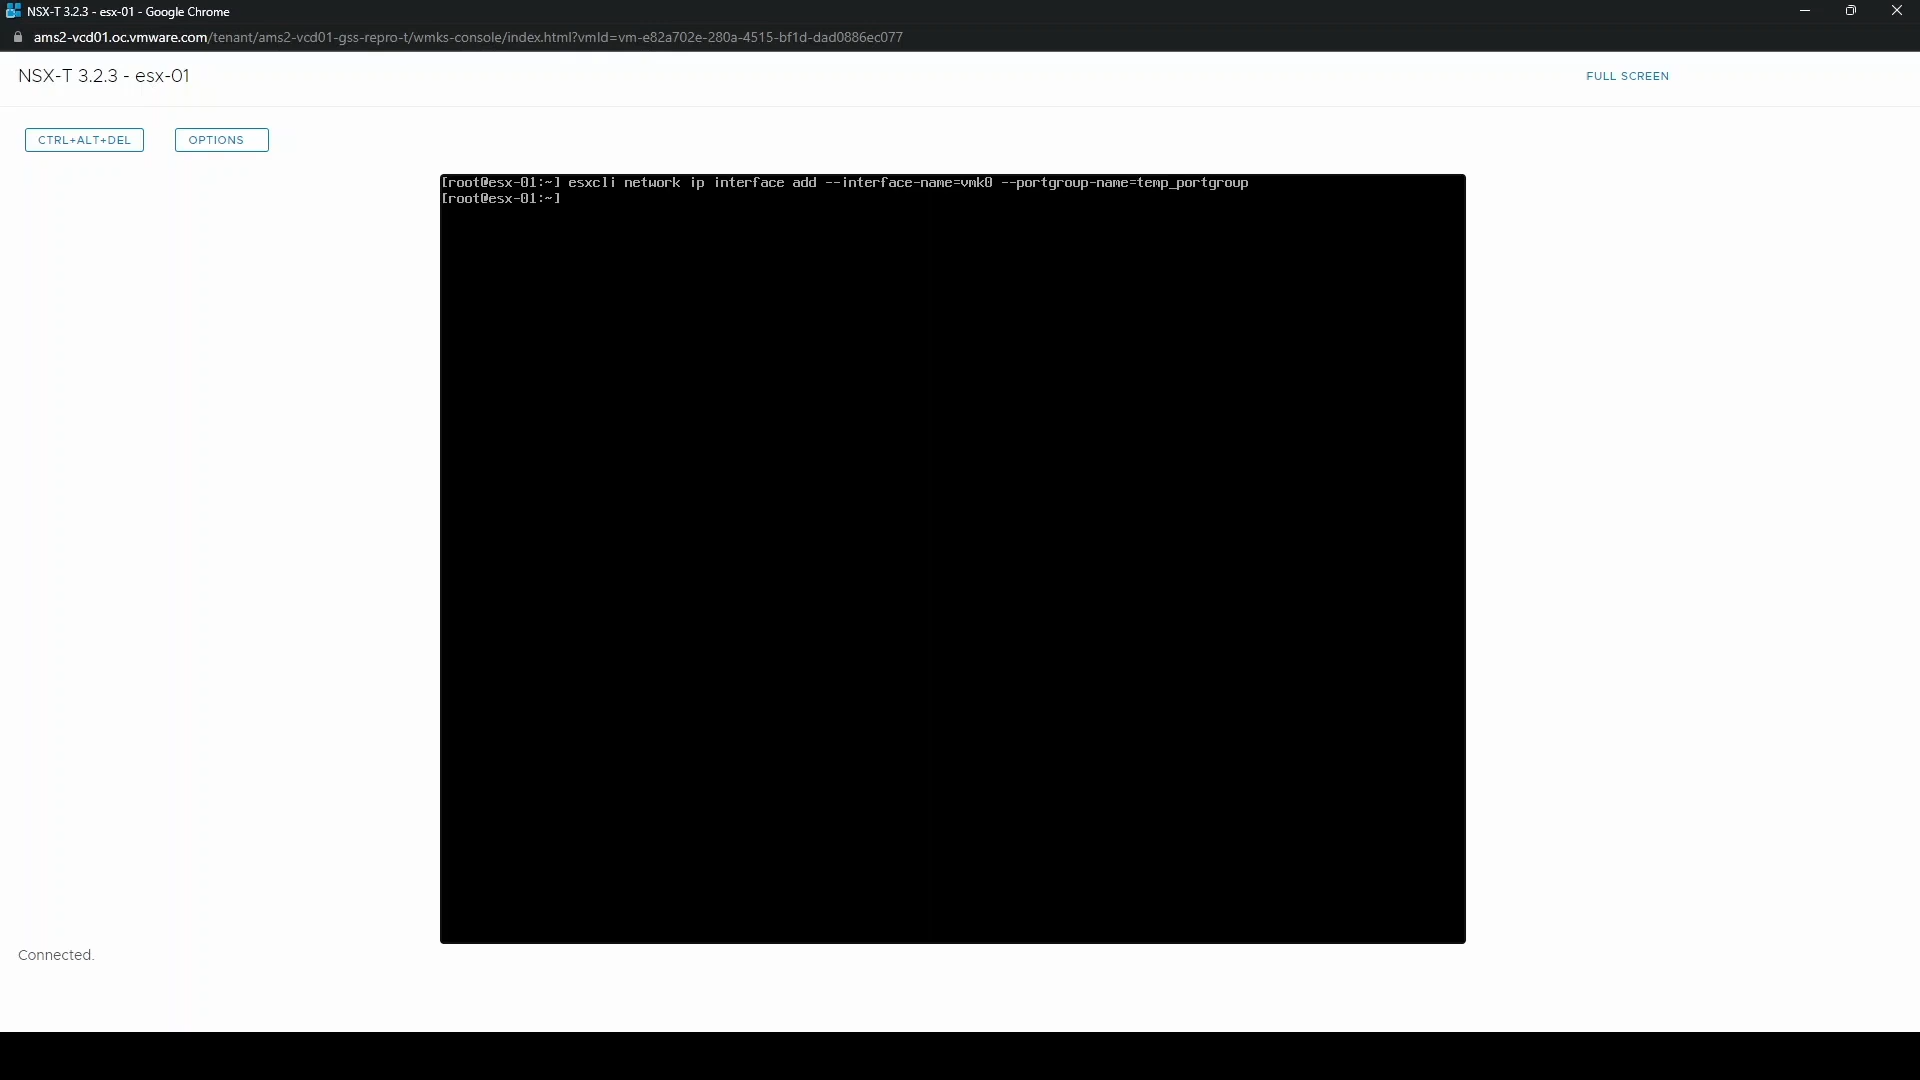 NSX-T 3.2.3 - esx-01 - Google Chrome
ams2-vcd01.oc.vmware.com/tenant/ams2-vcd01-gss-repro-t/wmks-console/index.html?vmId=vm-e82a702e-280a-4515-bf1d-dad0886ec077
NSX-T 3.2.3 - esx-01
FULL SCREEN
CTRL+ALT+DEL
OPTIONS
[root@esx-01:~] esxcli network ip interface add --interface-name=vmk0 --portgroup-name=temp_portgroup
[root@esx-01:~]
Connected.